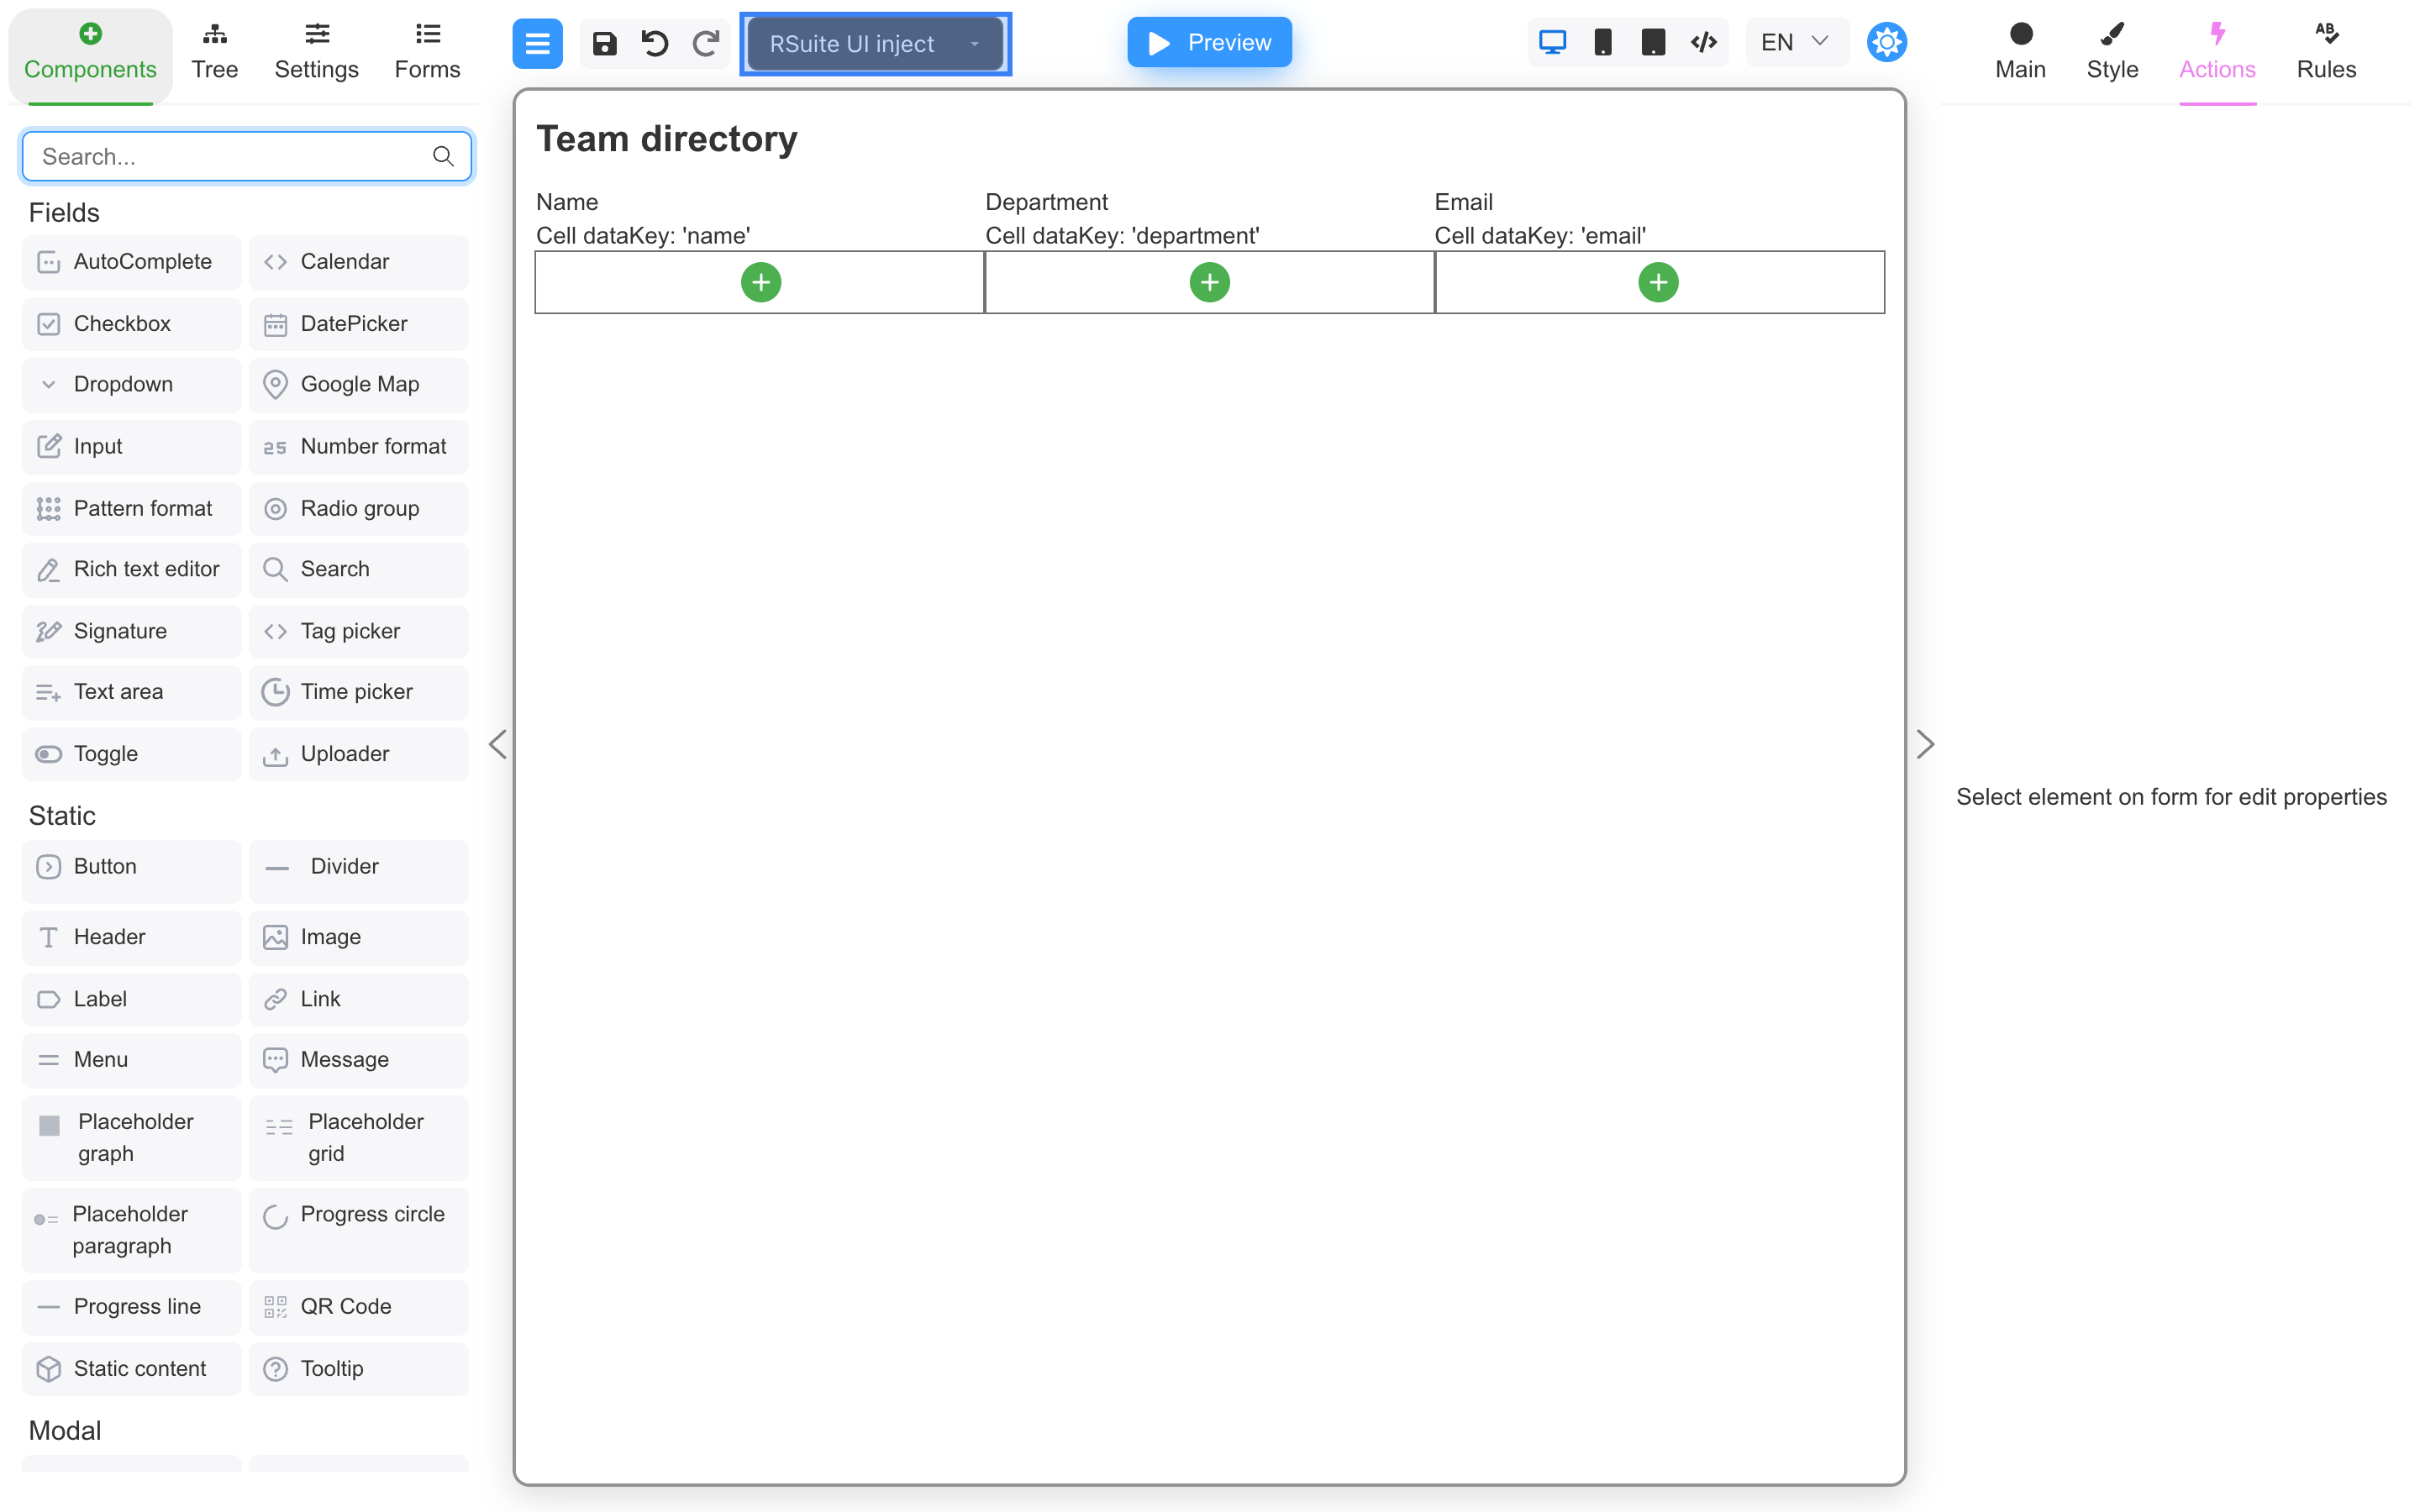 Components
Tree
Settings
Forms
RSuite UI inject
Preview
EN
Main
Style
Actions
AB
Rules
Search...
Fields
AutoComplete
Calendar
Checkbox
DatePicker
Dropdown
Google Map
Input
25 Number format
Pattern format
Radio group
Rich text editor
Search
Signature
Tag picker
Text area
Time picker
Toggle
Uploader
Static
Button
Divider
Header
Image
Label
Link
Menu
Message
Placeholder
graph
Placeholder
grid
Placeholder
paragraph
Progress circle
Progress line
QR Code
Static content
Tooltip
Modal
Team directory
Name
Department
Email
Cell dataKey: 'name'
Cell dataKey: 'department'
Cell dataKey: 'email'
Select element on form for edit properties